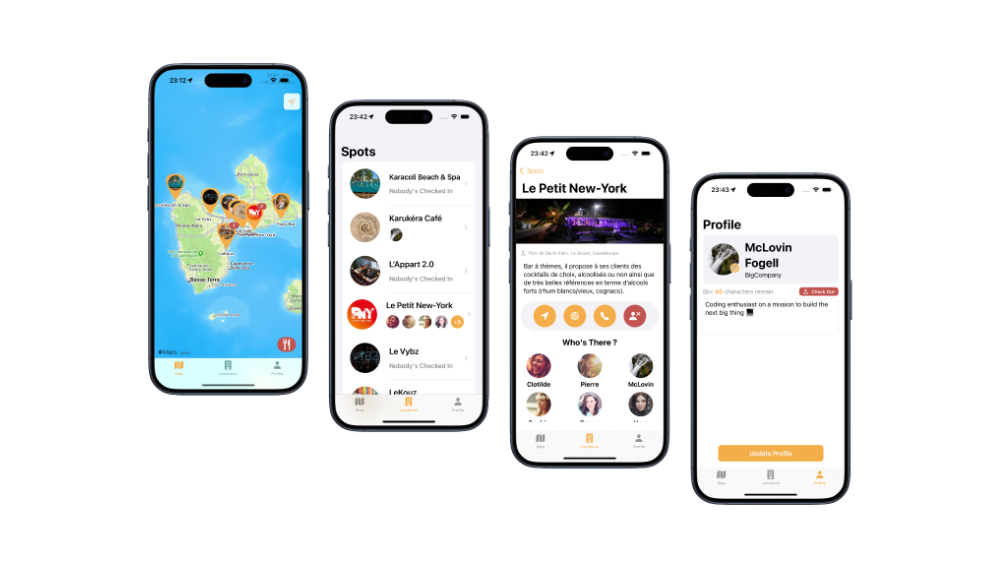 23:12
Le Vybz
Basse-Terre
Maps
Map
Locations
Profile
23:42
Spots
Karacoli Beach & Spa
Nobody's Checked In
Karukéra Café
L'Appart 2.0
Nobody's Checked In
Le Petit New-York
+2
Le Vybz
Nobody's Checked In
LeKouz
Map
Locations
Profile
23:42
Spots
Le Petit New-York
Port de Saint-Félix, Le Gosier, Guadeloupe
Bar à thèmes, il propose à ses clients des
cocktails de choix, alcoolisés ou non ainsi que
de très belles références en terme d'alcools
forts (rhum blancs/vieux, cognacs).
Who's There ?
Clotilde
Pierre
McLovin
Map
Locations
Profile
23:43
Profile
McLovin
Fogell
BigCompany
Bio: 40 characters remain
Check Out
Coding enthusiast on a mission to build the
next big thing
Update Profile
Map
Locations
Profile